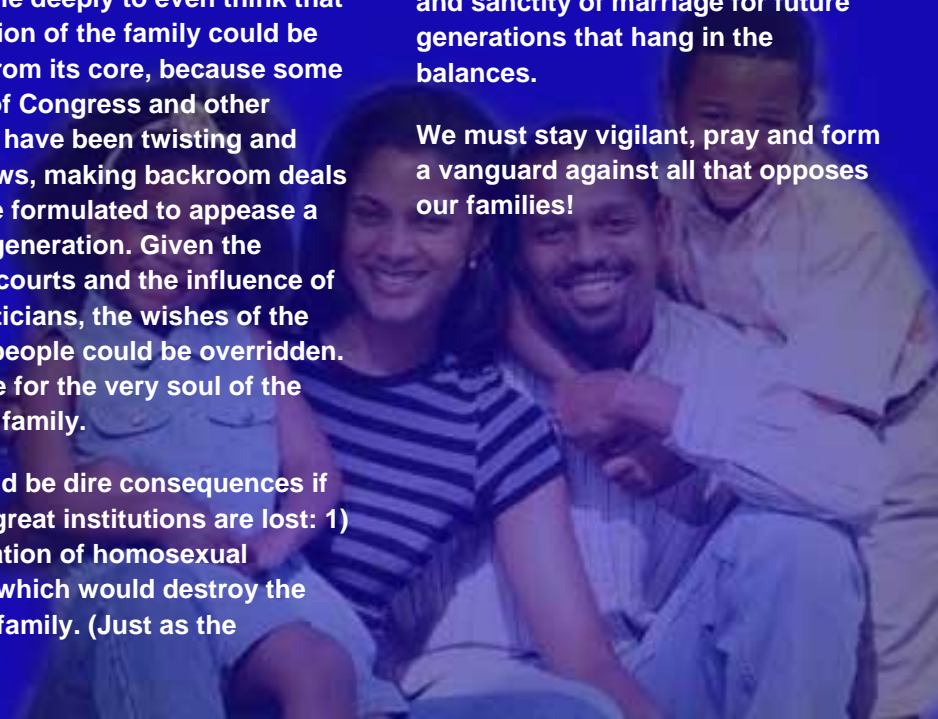 deeply to even think that
ion of the family could be
rom its core, because some
f Congress and other
have been twisting and
ws, making backroom deals
e formulated to appease a
generation. Given the
courts and the influence of
ticians, the wishes of the
people could be overridden.
e for the very soul of the
family.
d be dire consequences if
great institutions are lost: 1)
ation of homosexual
which would destroy the
family. (Just as the
and sanctity of marriage for future
generations that hang in the
balances.
We must stay vigilant, pray and form
a vanguard against all that opposes
our families!